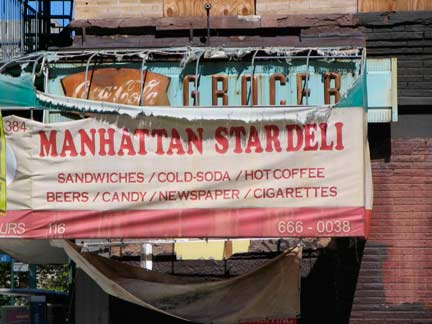 Coca-Cola
GROCER
384
MANHATTAN STAR DELI
SANDWICHES / COLD-SODA / HOT COFFEE
BEERS / CANDY / NEWSPAPER / CIGARETTES
URS 116
666-0038